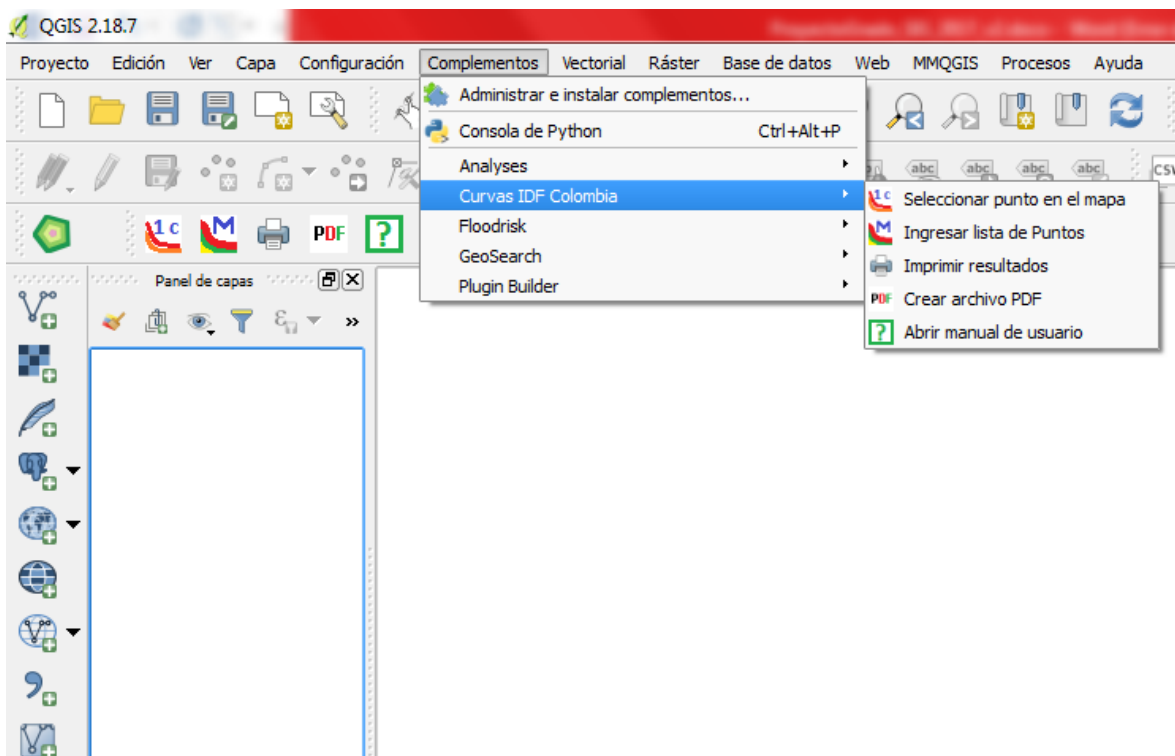 QGIS 2.18.7
Proyecto Edición Ver Capa Configuración Complementos Vectorial Ráster Base de datos Web MMQGIS Procesos Ayuda
Administrar e instalar complementos...
Consola de Python Ctrl+Alt+P
Analyses
Curvas IDF Colombia
Floodrisk
GeoSearch
Plugin Builder
Seleccionar punto en el mapa
Ingresar lista de Puntos
Imprimir resultados
PDF Crear archivo PDF
? Abrir manual de usuario
abc abc abc abc CSV
1 c M PDF ?
Panel de capas